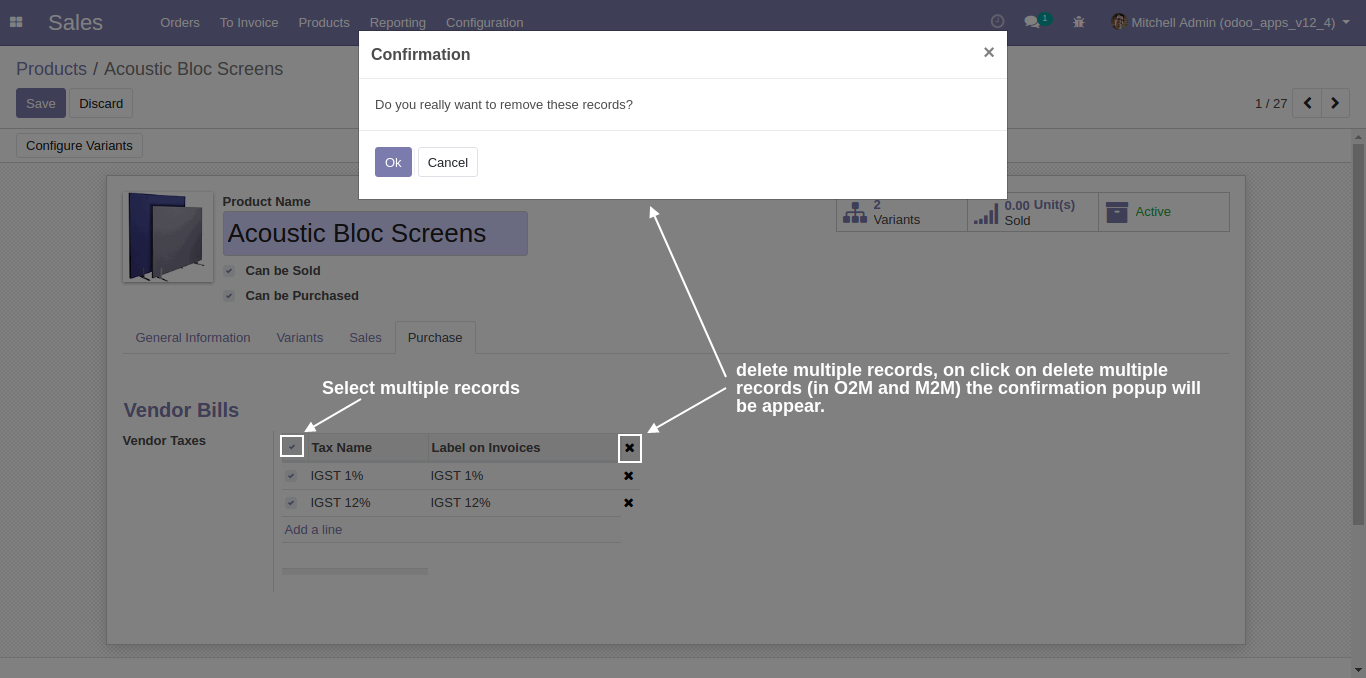 Sales Orders To Invoice Products Reporting Configuration 1 Mitchell Admin (odoo_apps_v12_4)
Confirmation ×
Products / Acoustic Bloc Screens
Save Discard
Do you really want to remove these records?
1 / 27
Configure Variants
Ok Cancel
Product Name
Acoustic Bloc Screens
2
Variants
0.00 Unit(s)
Sold
Active
Can be Sold
Can be Purchased
General Information Variants Sales Purchase
Select multiple records
delete multiple records, on click on delete multiple
records (in O2M and M2M) the confirmation popup will
be appear.
Vendor Bills
Vendor Taxes
Tax Name Label on Invoices
IGST 1% IGST 1%
IGST 12% IGST 12%
Add a line